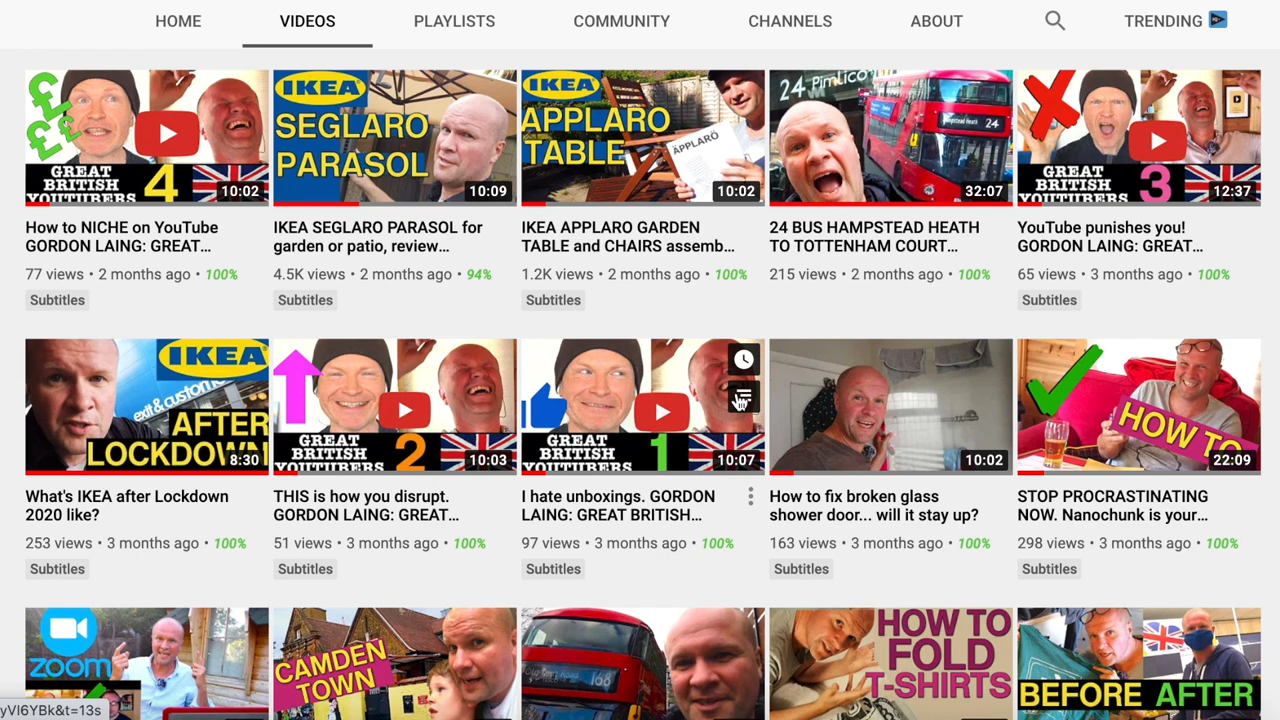 HOME VIDEOS PLAYLISTS COMMUNITY CHANNELS ABOUT TRENDING
£
£ £
GREAT
BRITISH
YOUTUBERS
4
10:02
IKEA
SEGLARO
PARASOL
10:09
IKEA
APPLARO
TABLE
ÄPPLARÖ
10:02
24 Pimlico
Hampstead Heath 24
32:07
GREAT
BRITISH
YOUTUBERS
3
12:37
How to NICHE on YouTube
GORDON LAING: GREAT...
77 views • 2 months ago • 100%
Subtitles
IKEA SEGLARO PARASOL for
garden or patio, review...
4.5K views • 2 months ago • 94%
Subtitles
IKEA APPLARO GARDEN
TABLE and CHAIRS assemb...
1.2K views • 2 months ago • 100%
Subtitles
24 BUS HAMPSTEAD HEATH
TO TOTTENHAM COURT...
215 views • 2 months ago • 100%
YouTube punishes you!
GORDON LAING: GREAT...
65 views • 3 months ago • 100%
Subtitles
IKEA
exit & custome
AFTER
LOCKDOWN
8:30
GREAT
BRITISH
YOUTUBERS
2
10:03
GREAT
BRITISH
YOUTUBERS
1
10:07
10:02
HOW TO
22:09
What's IKEA after Lockdown
2020 like?
253 views • 3 months ago • 100%
Subtitles
THIS is how you disrupt.
GORDON LAING: GREAT...
51 views • 3 months ago • 100%
Subtitles
I hate unboxings. GORDON
LAING: GREAT BRITISH...
97 views • 3 months ago • 100%
Subtitles
How to fix broken glass
shower door... will it stay up?
163 views • 3 months ago • 100%
Subtitles
STOP PROCRASTINATING
NOW. Nanochunk is your...
298 views • 3 months ago • 100%
Subtitles
zoom
CAMDEN
TOWN
168
HOW TO
FOLD
T-SHIRTS
BEFORE AFTER
yVI6YBk&t=13s